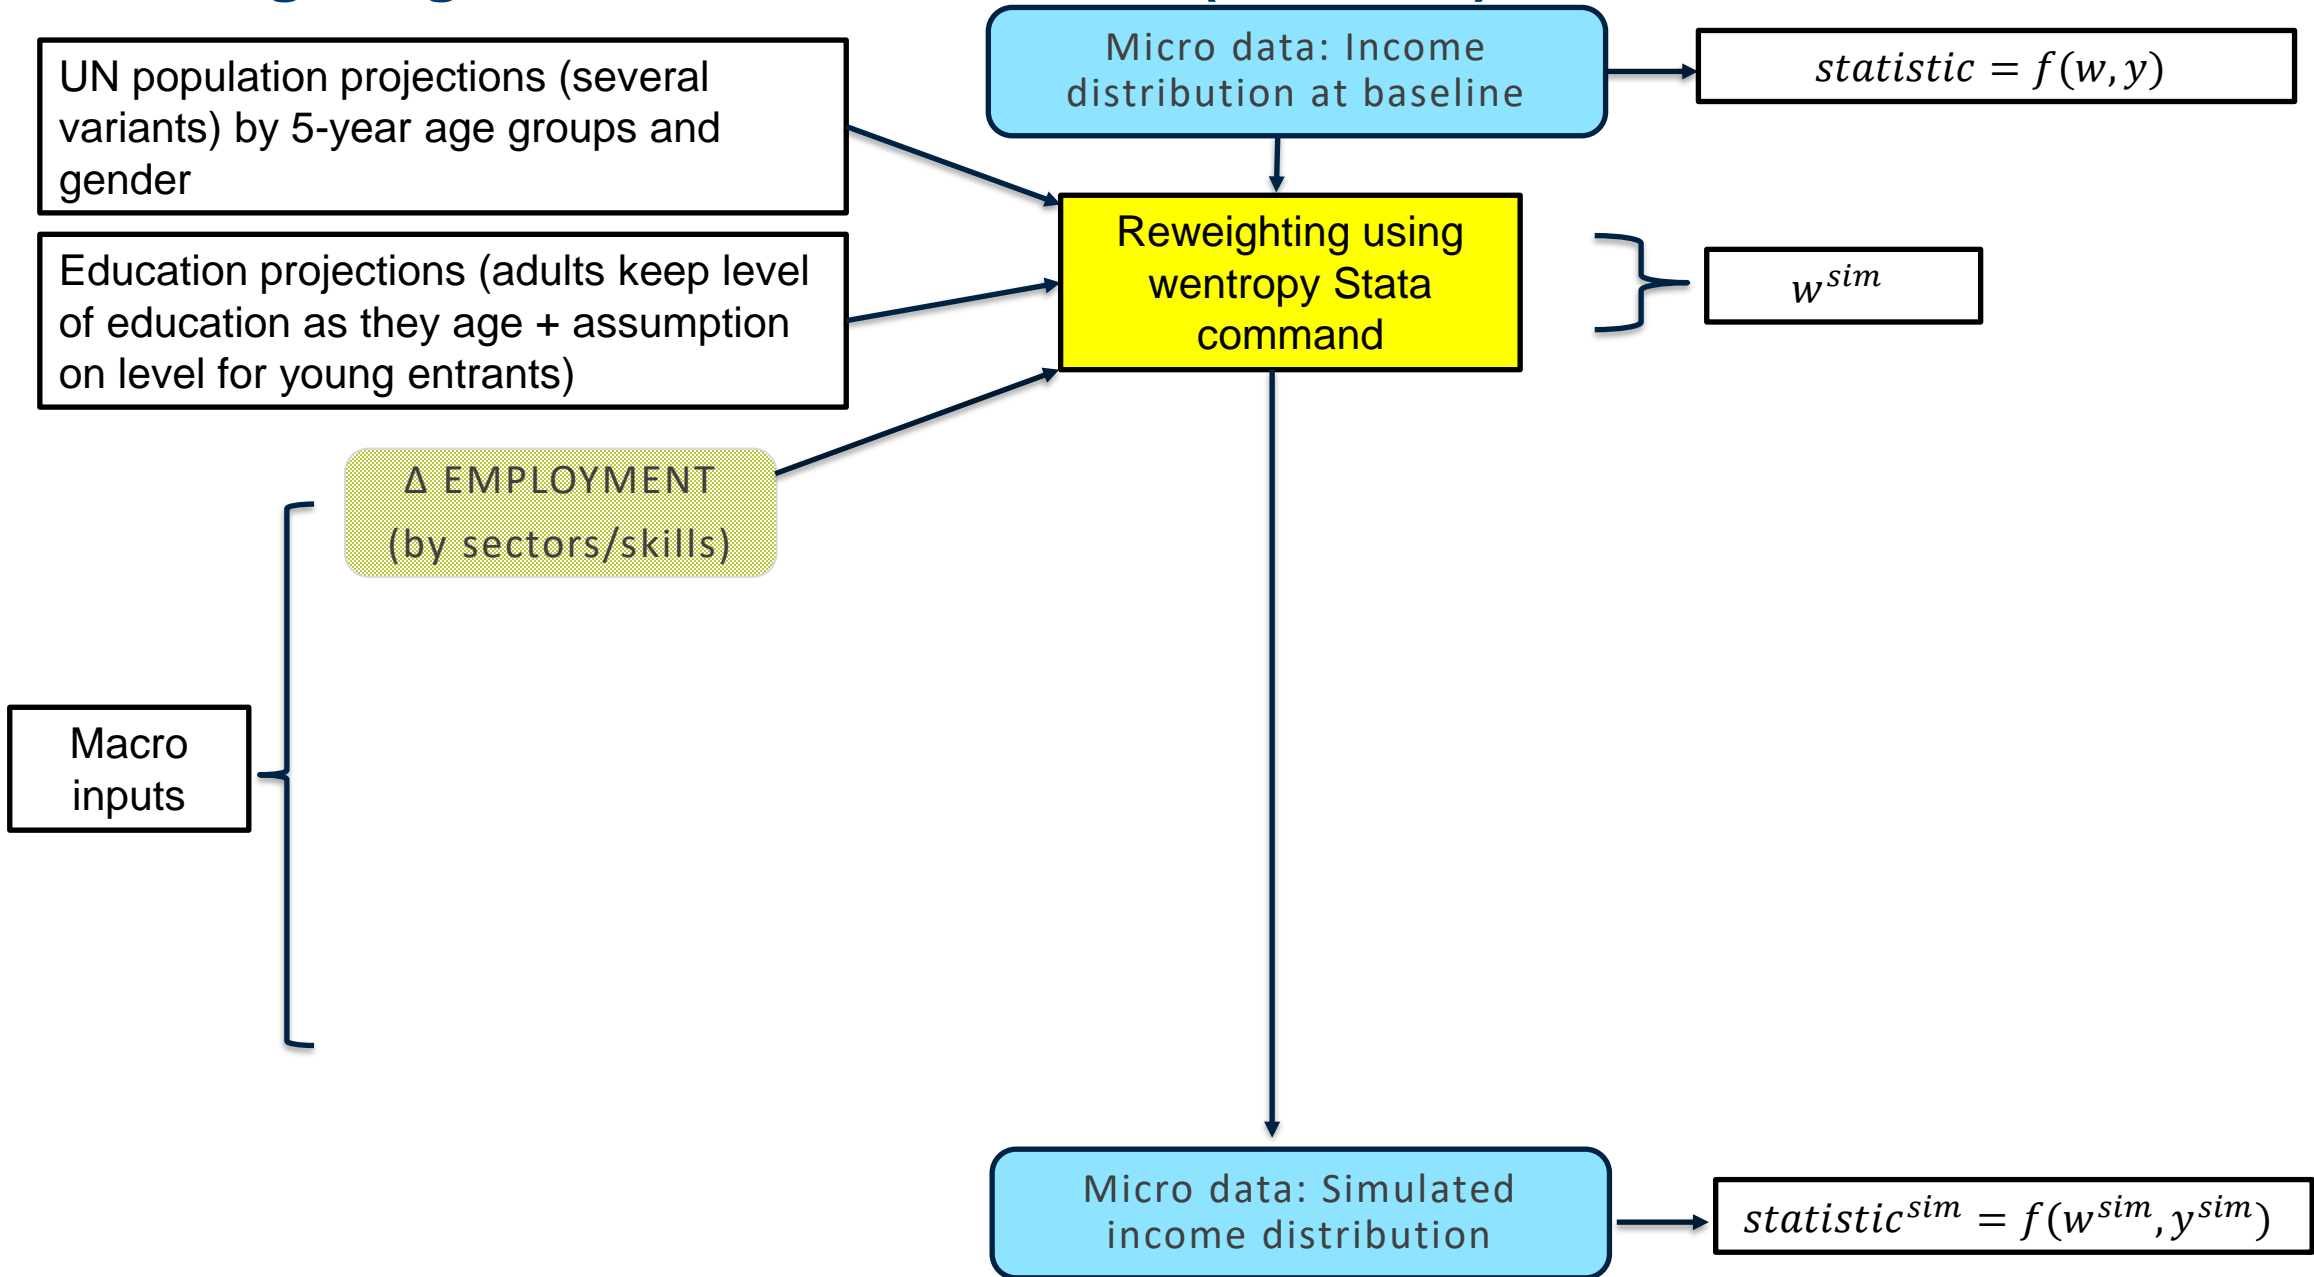 Micro data: Income
distribution at baseline
statistic = f(w, y)
UN population projections (several
variants) by 5-year age groups and
gender
Reweighting using
wentropy Stata
command
w^sim
Education projections (adults keep level
of education as they age + assumption
on level for young entrants)
Δ EMPLOYMENT
(by sectors/skills)
Macro
inputs
Micro data: Simulated
income distribution
statistic^sim = f(w^sim, y^sim)